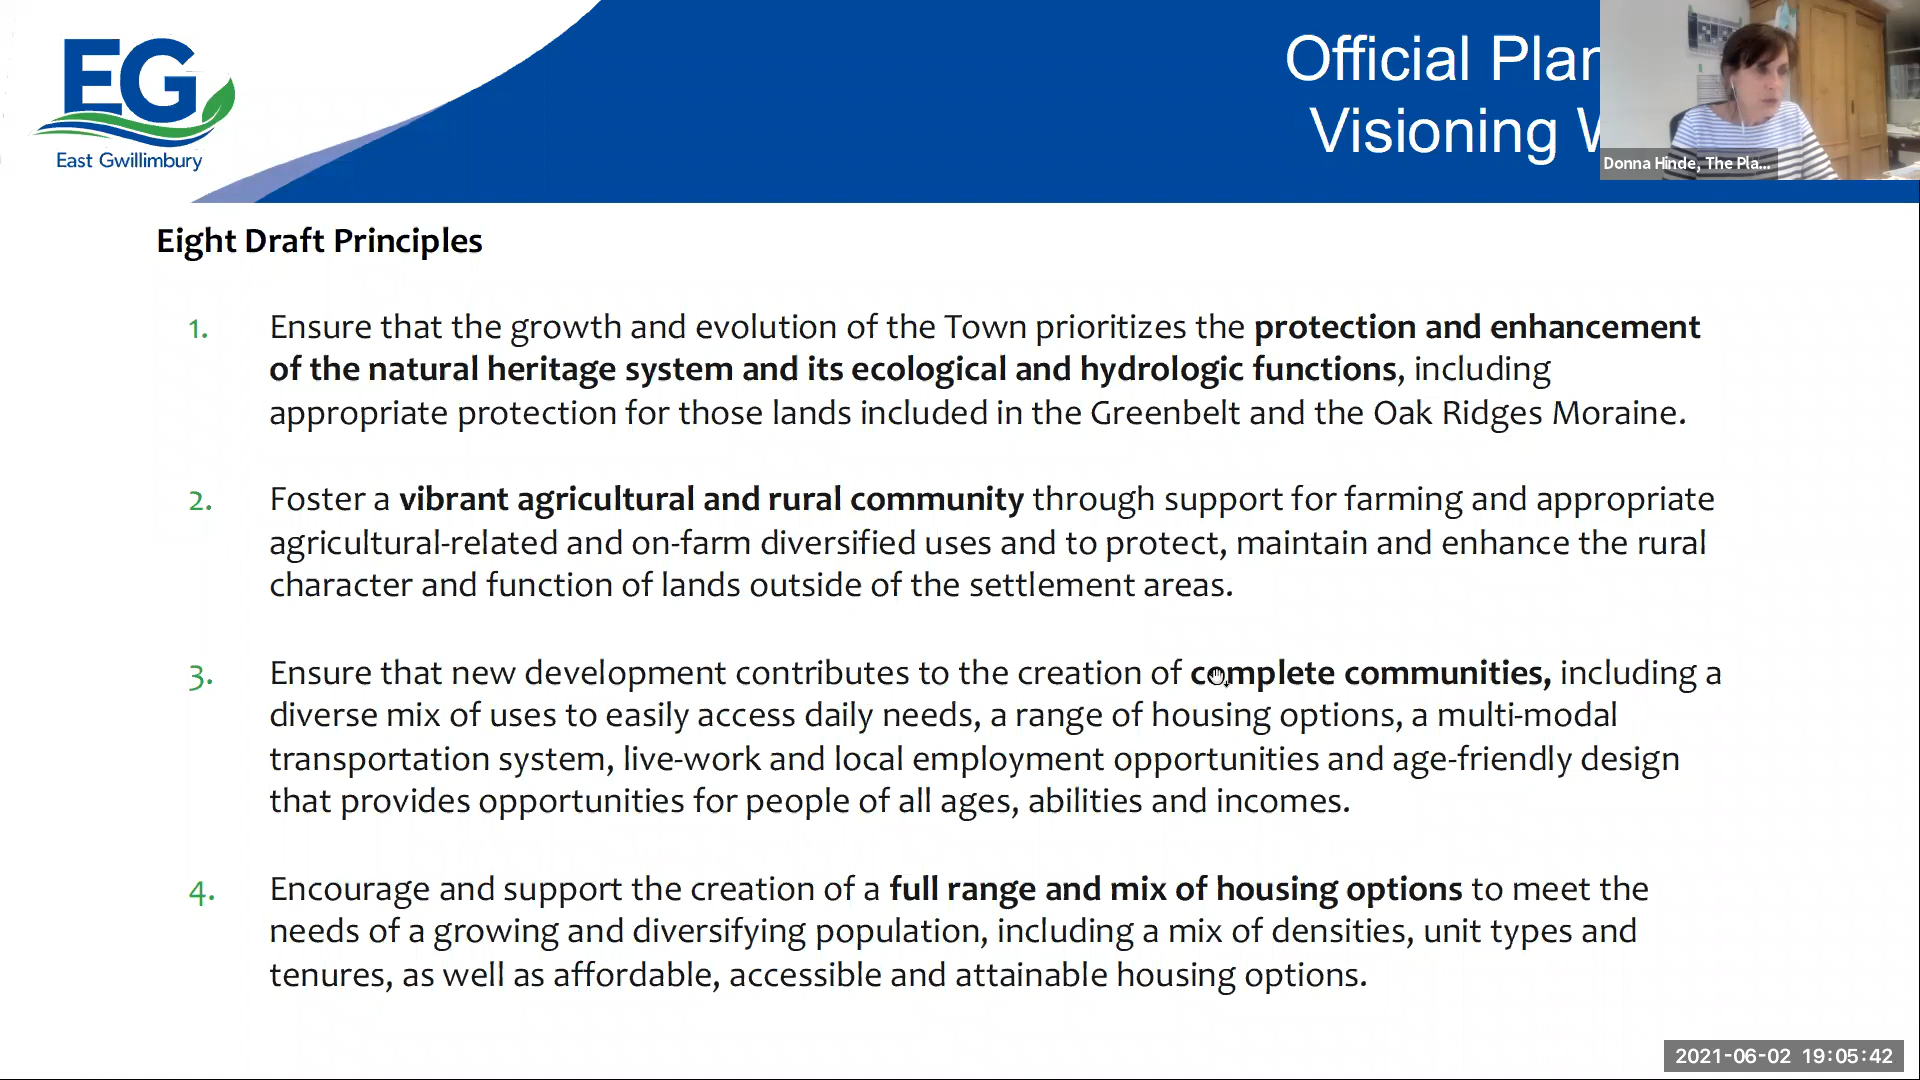 EG
East Gwillimbury
Official Plan
Visioning W
Donna Hinde, The Pla...
Eight Draft Principles
1. Ensure that the growth and evolution of the Town prioritizes the protection and enhancement
of the natural heritage system and its ecological and hydrologic functions, including
appropriate protection for those lands included in the Greenbelt and the Oak Ridges Moraine.
2. Foster a vibrant agricultural and rural community through support for farming and appropriate
agricultural-related and on-farm diversified uses and to protect, maintain and enhance the rural
character and function of lands outside of the settlement areas.
3. Ensure that new development contributes to the creation of complete communities, including a
diverse mix of uses to easily access daily needs, a range of housing options, a multi-modal
transportation system, live-work and local employment opportunities and age-friendly design
that provides opportunities for people of all ages, abilities and incomes.
4. Encourage and support the creation of a full range and mix of housing options to meet the
needs of a growing and diversifying population, including a mix of densities, unit types and
tenures, as well as affordable, accessible and attainable housing options.
2021-06-02 19:05:42